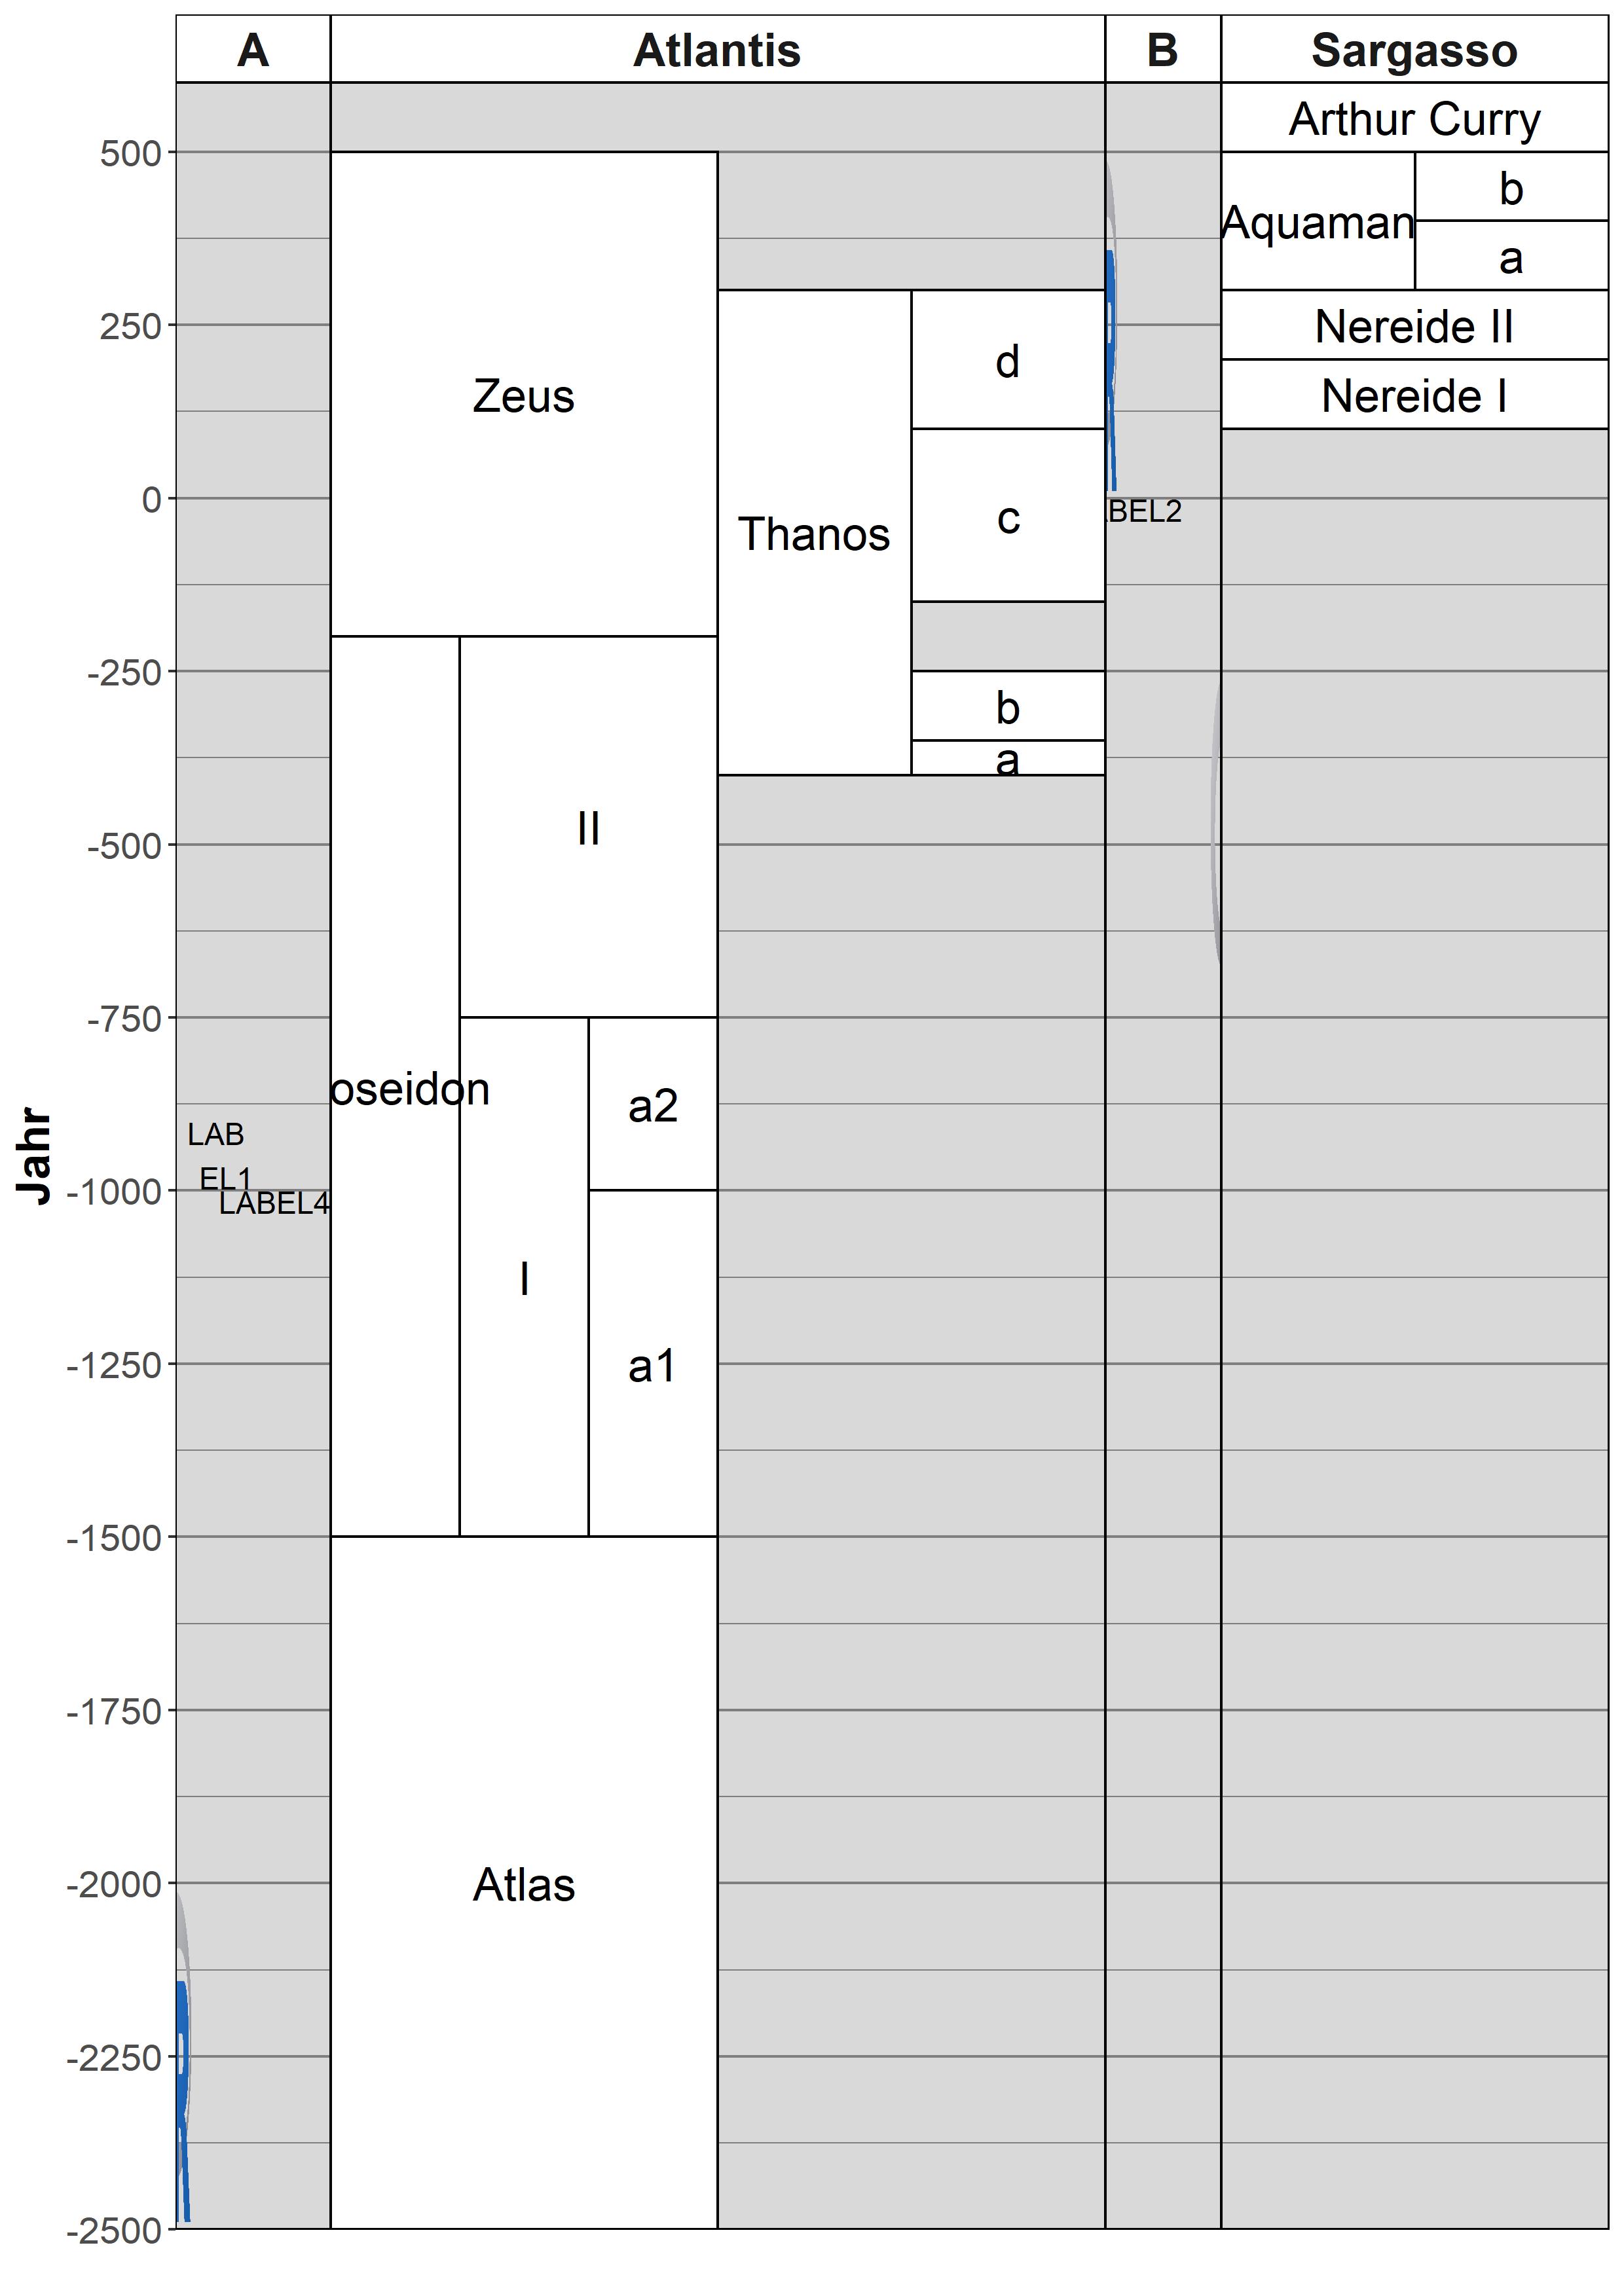 A Atlantis B Sargasso
Arthur Curry
500
b
Aquaman
a
250
Nereide II
d
Zeus
Nereide I
0
BEL2
c
Thanos
-250
b
a
II
-500
-750
oseidon
a2
LAB
Jahr
EL1
-1000
LABEL4
I
-1250
a1
-1500
-1750
Atlas
-2000
-2250
-2500